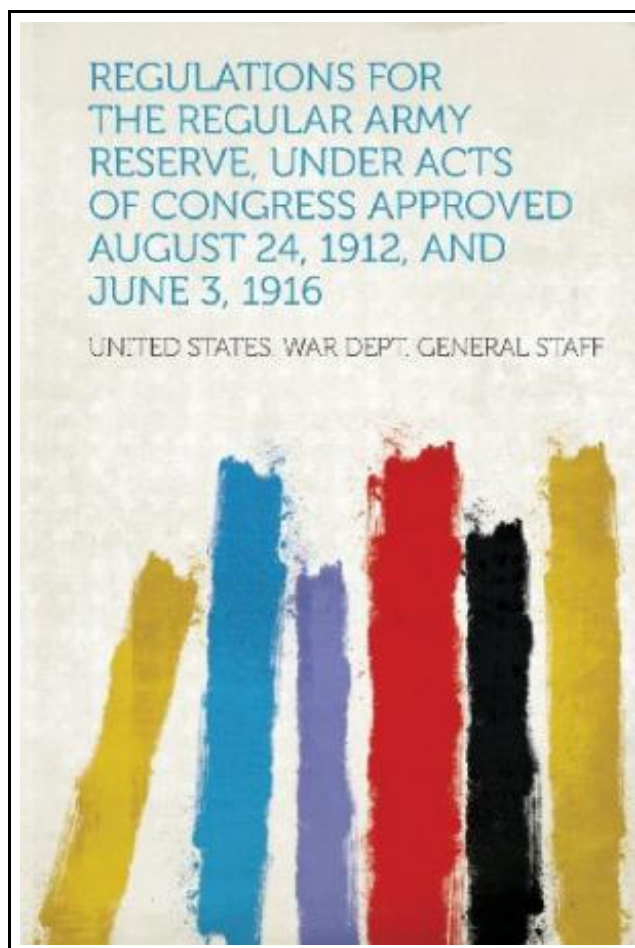 REGULATIONS FOR
THE REGULAR ARMY
RESERVE, UNDER ACTS
OF CONGRESS APPROVED
AUGUST 24, 1912, AND
JUNE 3, 1916
UNITED STATES. WAR DEPT. GENERAL STAFF